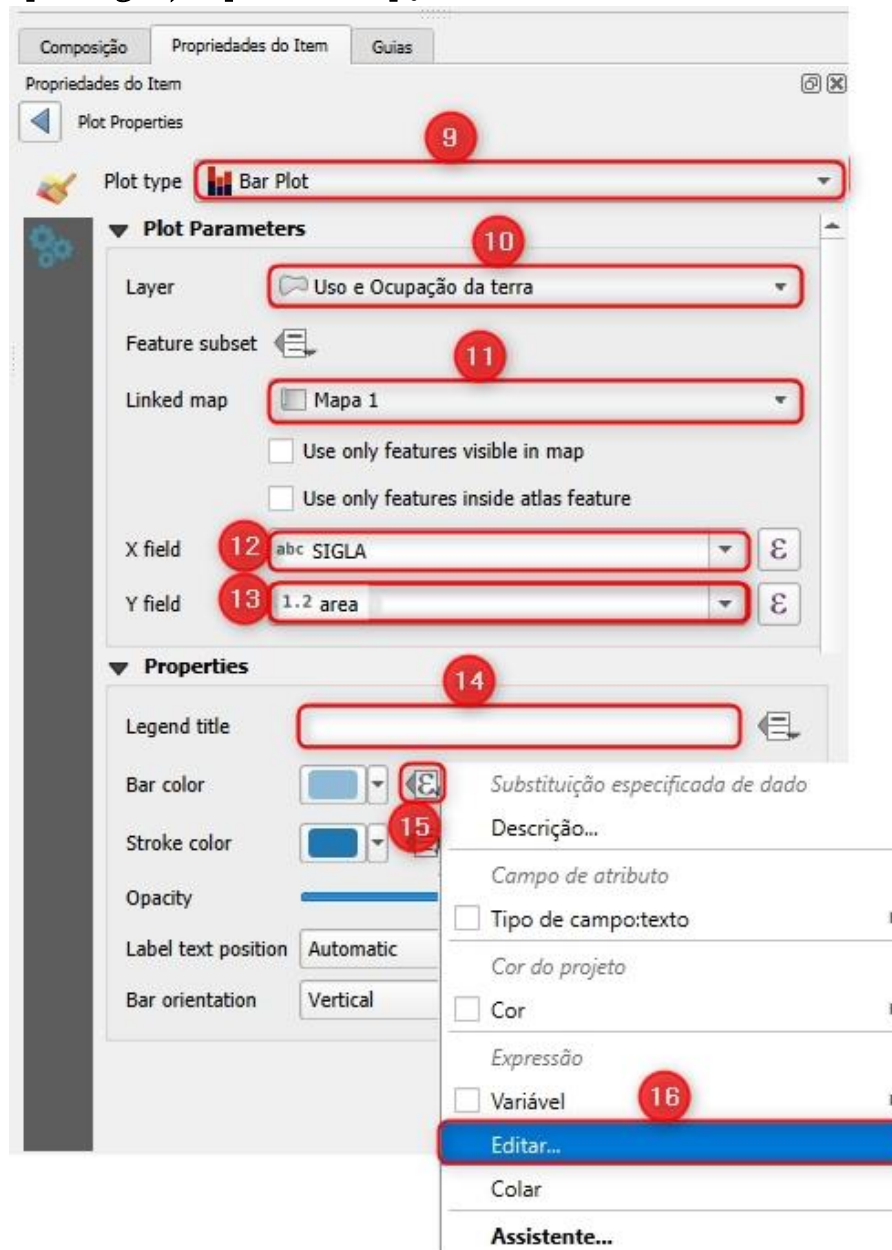 Composição Propriedades do Item Guias
Propriedades do Item
Plot Properties
9
Plot type Bar Plot
Plot Parameters
10
Layer Uso e Ocupação da terra
Feature subset
11
Linked map Mapa 1
Use only features visible in map
Use only features inside atlas feature
X field 12 abc SIGLA ε
Y field 13 1.2 area ε
Properties
14
Legend title
Bar color ε Substituição especificada de dado
15 Descrição...
Stroke color
Campo de atributo
Opacity Tipo de campo:texto
Label text position Automatic Cor do projeto
Bar orientation Vertical Cor
Expressão
Variável 16
Editar...
Colar
Assistente...